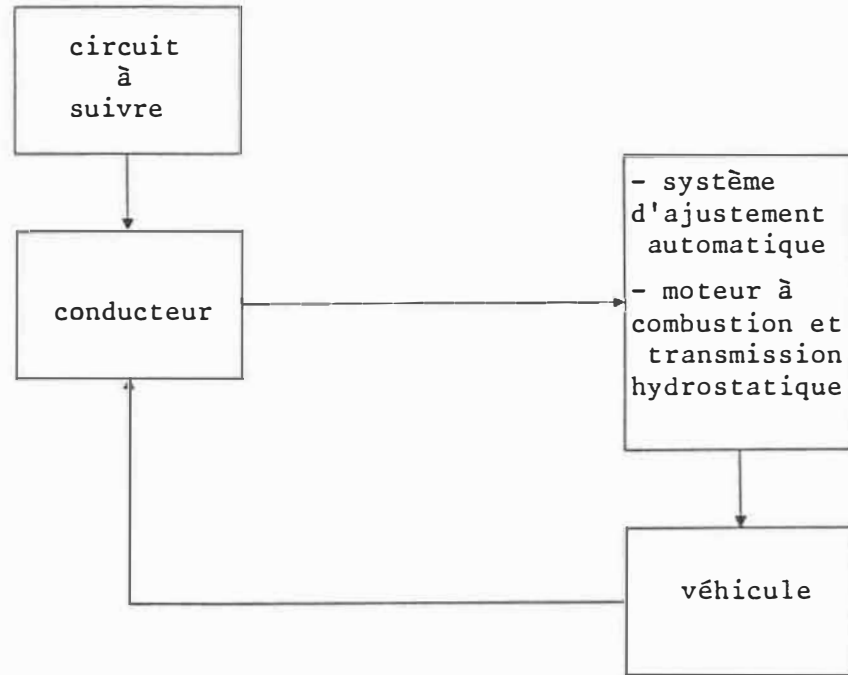 circuit
à
suivre
- système
d'ajustement
automatique
- moteur à
combustion et
transmission
hydrostatique
conducteur
véhicule